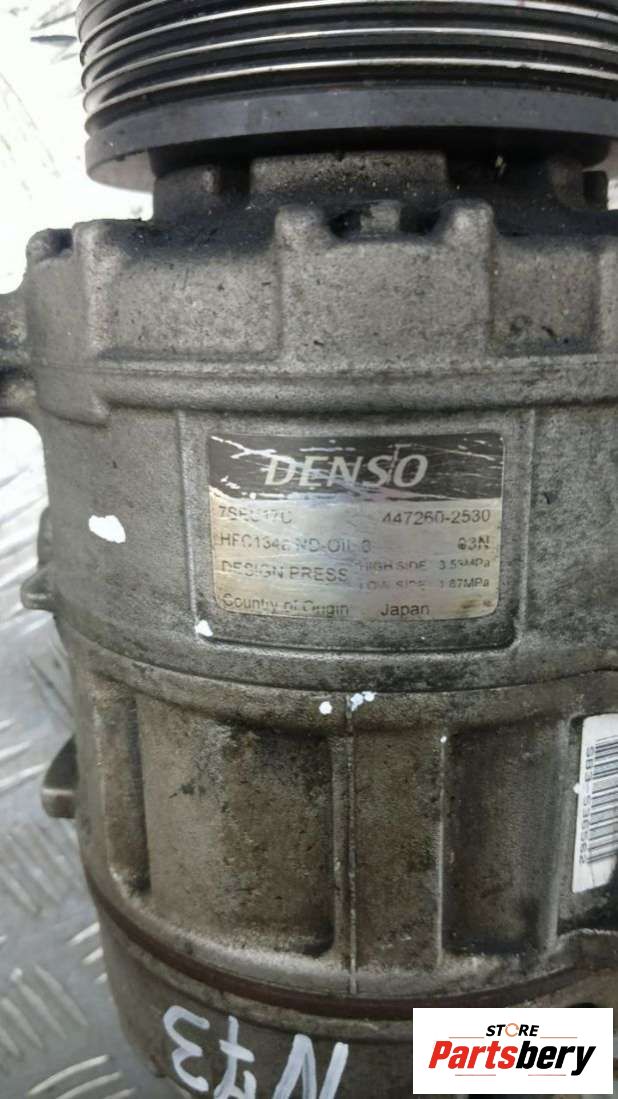 DENSO
7SEU17C 447260-2530
HFC134a ND-OIL 8 03N
DESIGN PRESS HIGH SIDE 3.53MPa
LOW SIDE 1.67MPa
Country of Origin Japan
N73
STORE
Partsbery